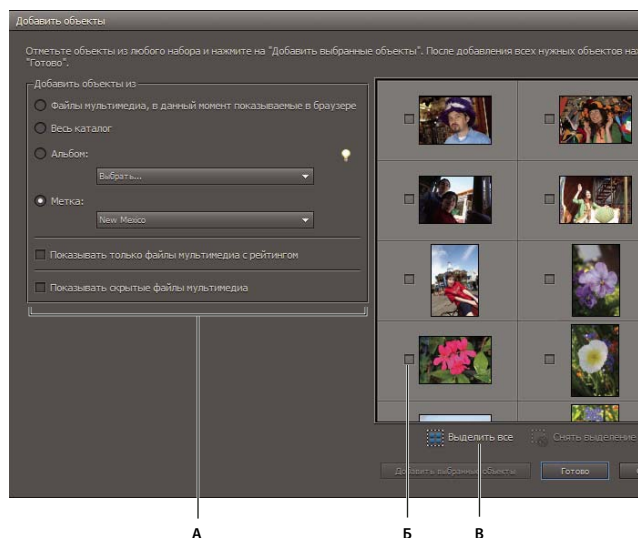 Добавить объекты
Отметьте объекты из любого набора и нажмите на "Добавить выбранные объекты". После добавления всех нужных объектов на
"Готово".
Добавить объекты из
Файлы мультимедиа, в данный момент показываемые в браузере
Весь каталог
Альбом:
Выбрать...
Метка:
New Mexico
Показывать только файлы мультимедиа с рейтингом
Показывать скрытые файлы мультимедиа
Выделить все
Снять выделение
Добавить выбранные объекты
Готово
А
Б
В